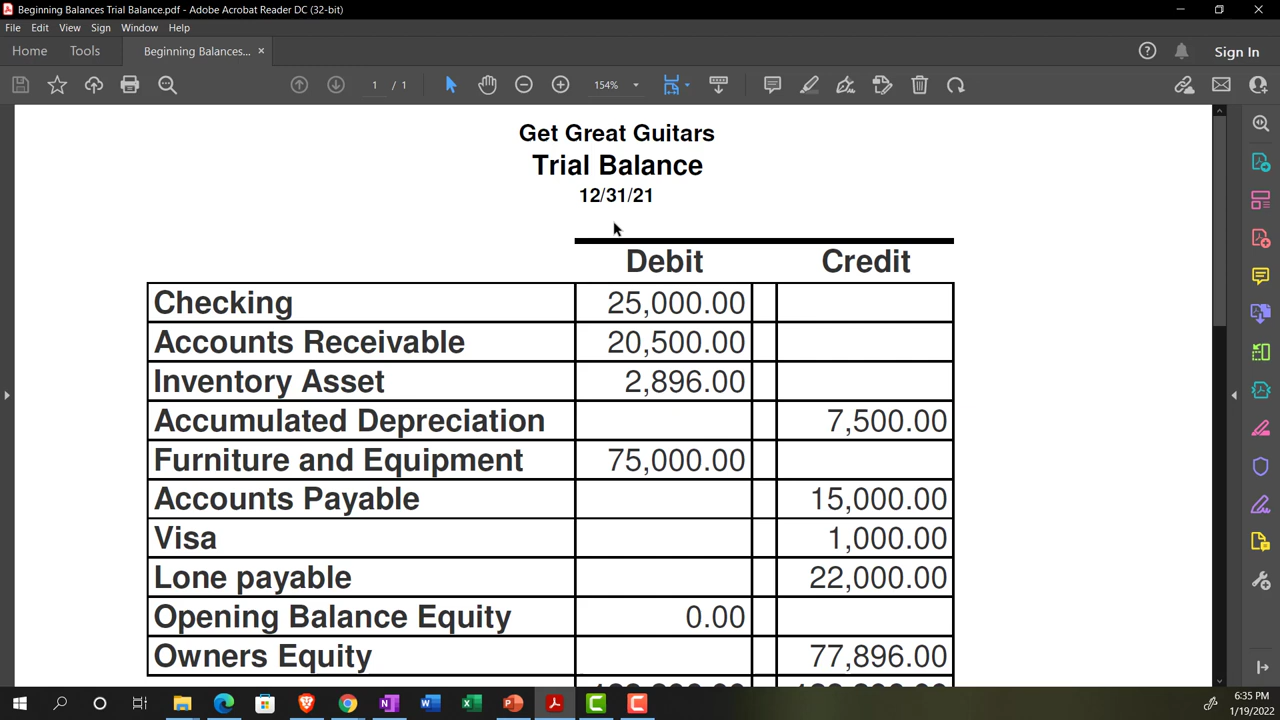 Beginning Balances Trial Balance.pdf - Adobe Acrobat Reader DC (32-bit)
File Edit View Sign Window Help
Home Tools Beginning Balances... × Sign In
1 / 1 154%
Get Great Guitars
Trial Balance
12/31/21
Debit Credit
Checking 25,000.00
Accounts Receivable 20,500.00
Inventory Asset 2,896.00
Accumulated Depreciation 7,500.00
Furniture and Equipment 75,000.00
Accounts Payable 15,000.00
Visa 1,000.00
Lone payable 22,000.00
Opening Balance Equity 0.00
Owners Equity 77,896.00
6:35 PM
1/19/2022